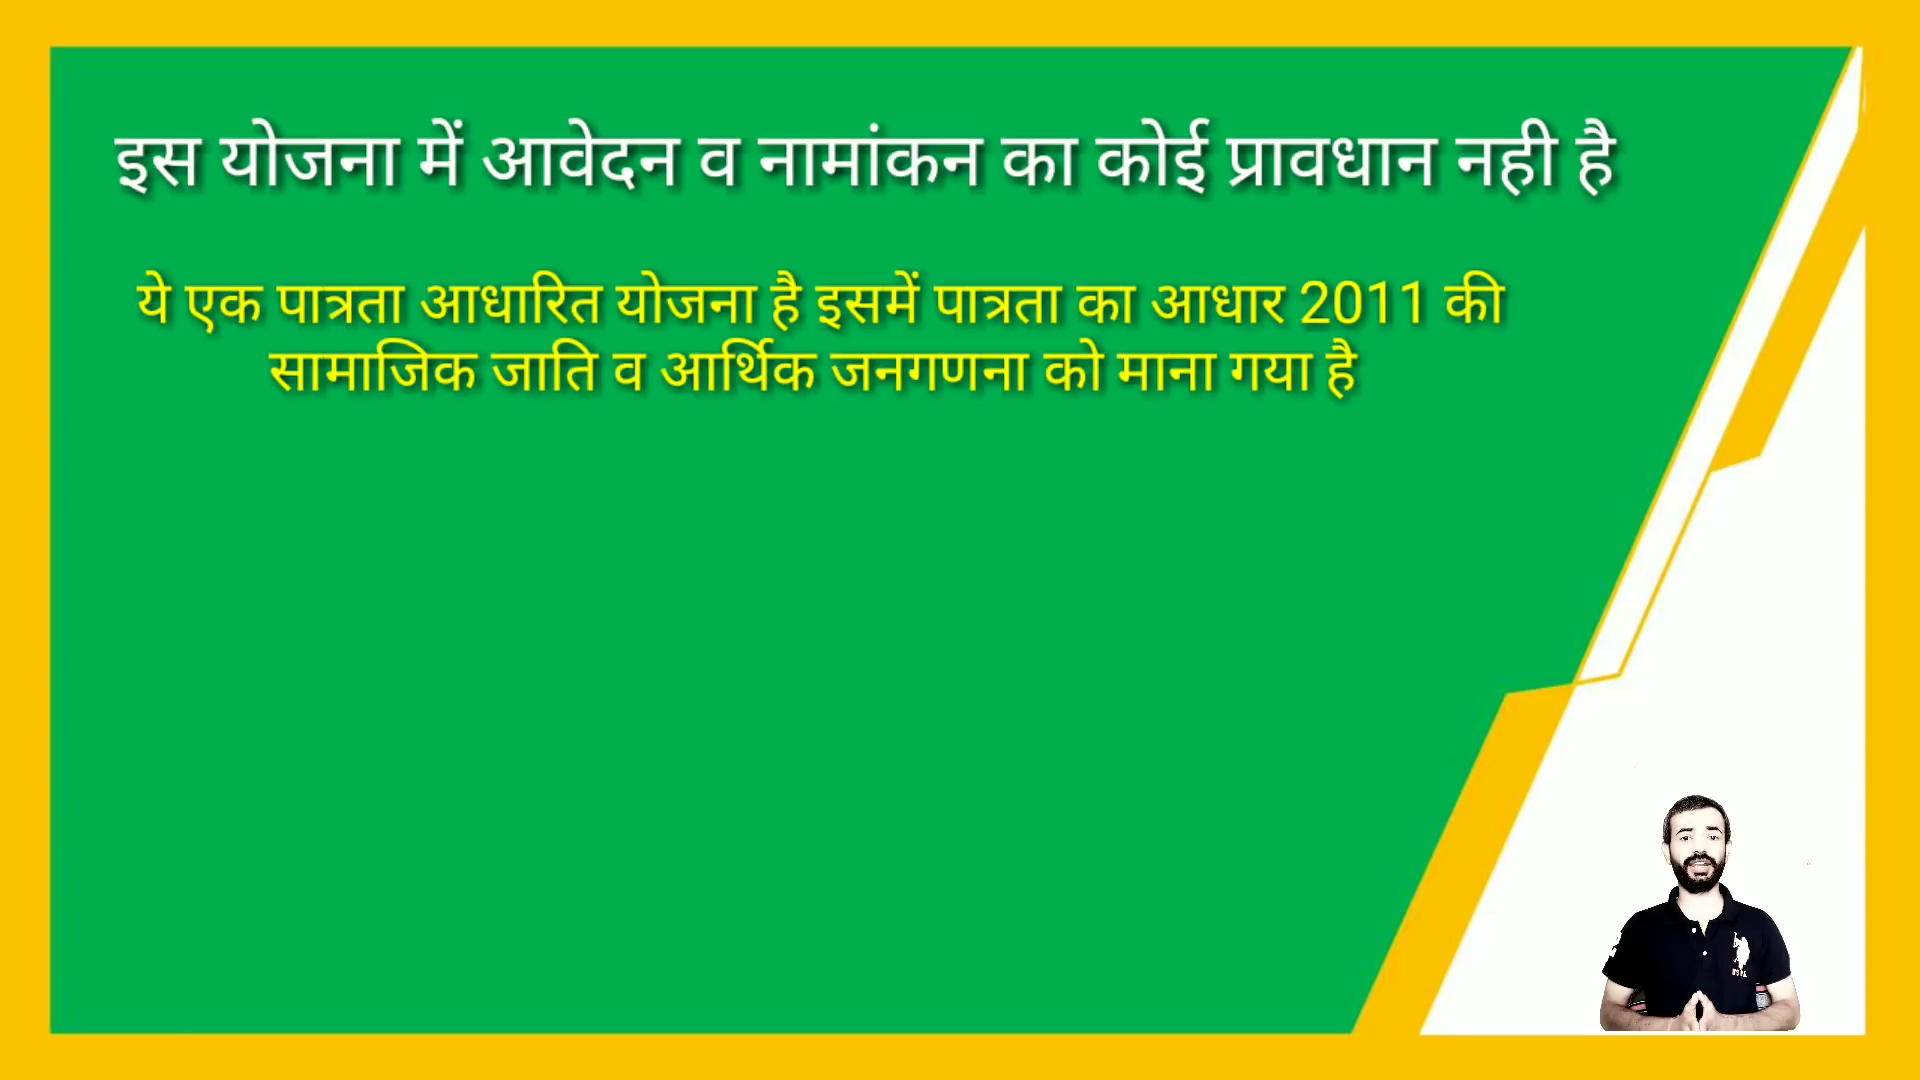 इस योजना में आवेदन व नामांकन का कोई प्रावधान नही है
ये एक पात्रता आधारित योजना है इसमें पात्रता का आधार 2011 की
सामाजिक जाति व आर्थिक जनगणना को माना गया है